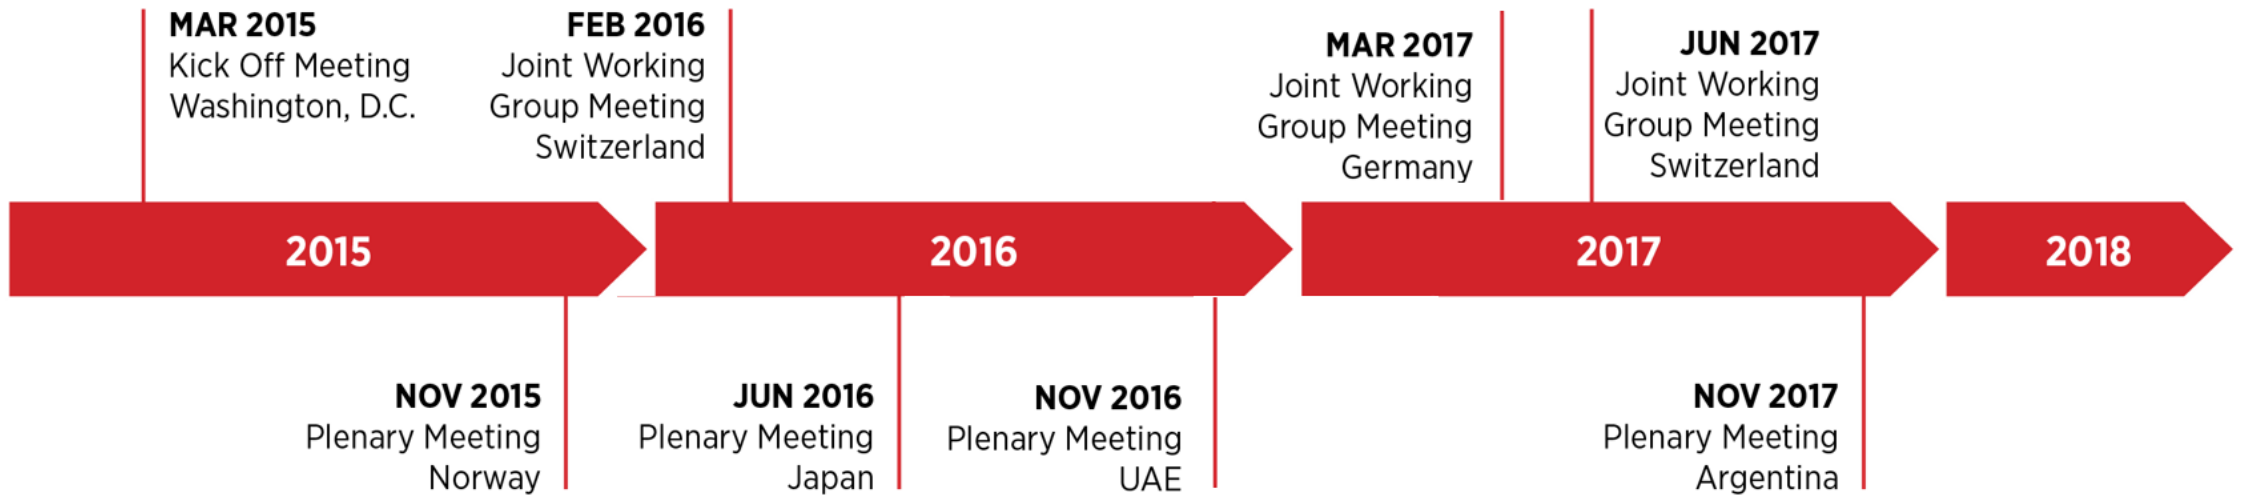 MAR 2015
Kick Off Meeting
Washington, D.C.
FEB 2016
Joint Working
Group Meeting
Switzerland
MAR 2017
Joint Working
Group Meeting
Germany
JUN 2017
Joint Working
Group Meeting
Switzerland
2015
2016
2017
2018
NOV 2015
Plenary Meeting
Norway
JUN 2016
Plenary Meeting
Japan
NOV 2016
Plenary Meeting
UAE
NOV 2017
Plenary Meeting
Argentina